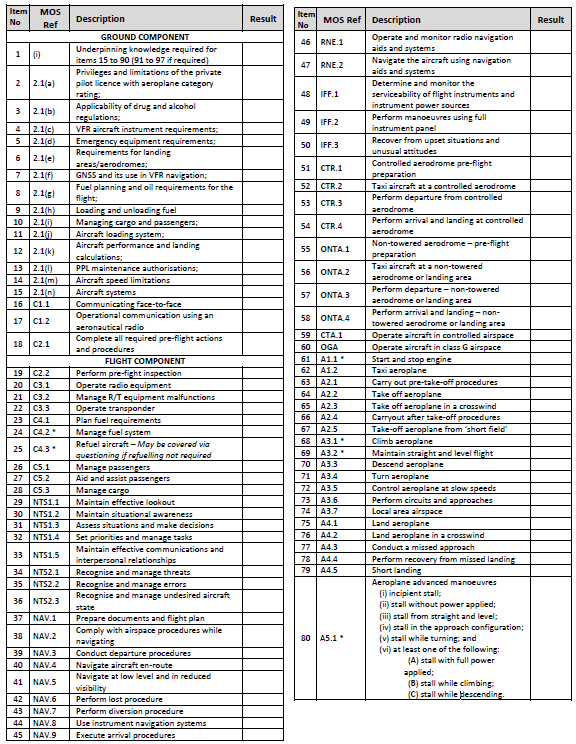 Item No MOS Ref Description Result
GROUND COMPONENT
1 (i) Underpinning knowledge required for
items 15 to 90 (91 to 97 if required)
2 2.1(a) Privileges and limitations of the private
pilot licence with aeroplane category
rating;
3 2.1(b) Applicability of drug and alcohol
regulations;
4 2.1(c) VFR aircraft instrument requirements;
5 2.1(d) Emergency equipment requirements;
6 2.1(e) Requirements for landing
areas/aerodromes;
7 2.1(f) GNSS and its use in VFR navigation;
8 2.1(g) Fuel planning and oil requirements for the
flight;
9 2.1(h) Loading and unloading fuel
10 2.1(i) Managing cargo and passengers;
11 2.1(j) Aircraft loading system;
12 2.1(k) Aircraft performance and landing
calculations;
13 2.1(l) PPL maintenance authorisations;
14 2.1(m) Aircraft speed limitations
15 2.1(n) Aircraft systems
16 C1.1 Communicating face-to-face
17 C1.2 Operational communication using an
aeronautical radio
18 C2.1 Complete all required pre-flight actions
and procedures
FLIGHT COMPONENT
19 C2.2 Perform pre-flight inspection
20 C3.1 Operate radio equipment
21 C3.2 Manage R/T equipment malfunctions
22 C3.3 Operate transponder
23 C4.1 Plan fuel requirements
24 C4.2 * Manage fuel system
25 C4.3 * Refuel aircraft – May be covered via
questioning if refuelling not required
26 C5.1 Manage passengers
27 C5.2 Aid and assist passengers
28 C5.3 Manage cargo
29 NTS1.1 Maintain effective lookout
30 NTS1.2 Maintain situational awareness
31 NTS1.3 Assess situations and make decisions
32 NTS1.4 Set priorities and manage tasks
33 NTS1.5 Maintain effective communications and
interpersonal relationships
34 NTS2.1 Recognise and manage threats
35 NTS2.2 Recognise and manage errors
36 NTS2.3 Recognise and manage undesired aircraft
state
37 NAV.1 Prepare documents and flight plan
38 NAV.2 Comply with airspace procedures while
navigating
39 NAV.3 Conduct departure procedures
40 NAV.4 Navigate aircraft en-route
41 NAV.5 Navigate at low level and in reduced
visibility
42 NAV.6 Perform lost procedure
43 NAV.7 Perform diversion procedure
44 NAV.8 Use instrument navigation systems
45 NAV.9 Execute arrival procedures
Item No MOS Ref Description Result
46 RNE.1 Operate and monitor radio navigation
aids and systems
47 RNE.2 Navigate the aircraft using navigation
aids and systems
48 IFF.1 Determine and monitor the
serviceability of flight instruments and
instrument power sources
49 IFF.2 Perform manoeuvres using full
instrument panel
50 IFF.3 Recover from upset situations and
unusual attitudes
51 CTR.1 Controlled aerodrome pre-flight
preparation
52 CTR.2 Taxi aircraft at a controlled aerodrome
53 CTR.3 Perform departure from controlled
aerodrome
54 CTR.4 Perform arrival and landing at controlled
aerodrome
55 ONTA.1 Non-towered aerodrome – pre-flight
preparation
56 ONTA.2 Taxi aircraft at a non-towered
aerodrome or landing area
57 ONTA.3 Perform departure – non-towered
aerodrome or landing area
58 ONTA.4 Perform arrival and landing – non-
towered aerodrome or landing area
59 CTA.1 Operate aircraft in controlled airspace
60 OGA Operate aircraft in class G airspace
61 A1.1 * Start and stop engine
62 A1.2 Taxi aeroplane
63 A2.1 Carry out pre-take-off procedures
64 A2.2 Take off aeroplane
65 A2.3 Take off aeroplane in a crosswind
66 A2.4 Carryout after take-off procedures
67 A2.5 Take-off aeroplane from ‘short field’
68 A3.1 * Climb aeroplane
69 A3.2 * Maintain straight and level flight
70 A3.3 Descend aeroplane
71 A3.4 Turn aeroplane
72 A3.5 Control aeroplane at slow speeds
73 A3.6 Perform circuits and approaches
74 A3.7 Local area airspace
75 A4.1 Land aeroplane
76 A4.2 Land aeroplane in a crosswind
77 A4.3 Conduct a missed approach
78 A4.4 Perform recovery from missed landing
79 A4.5 Short landing
80 A5.1 * Aeroplane advanced manoeuvres
(i) incipient stall;
(ii) stall without power applied;
(iii) stall from straight and level;
(iv) stall in the approach configuration;
(v) stall while turning; and
(vi) at least one of the following:
(A) stall with full power
applied;
(B) stall while climbing;
(C) stall while descending.